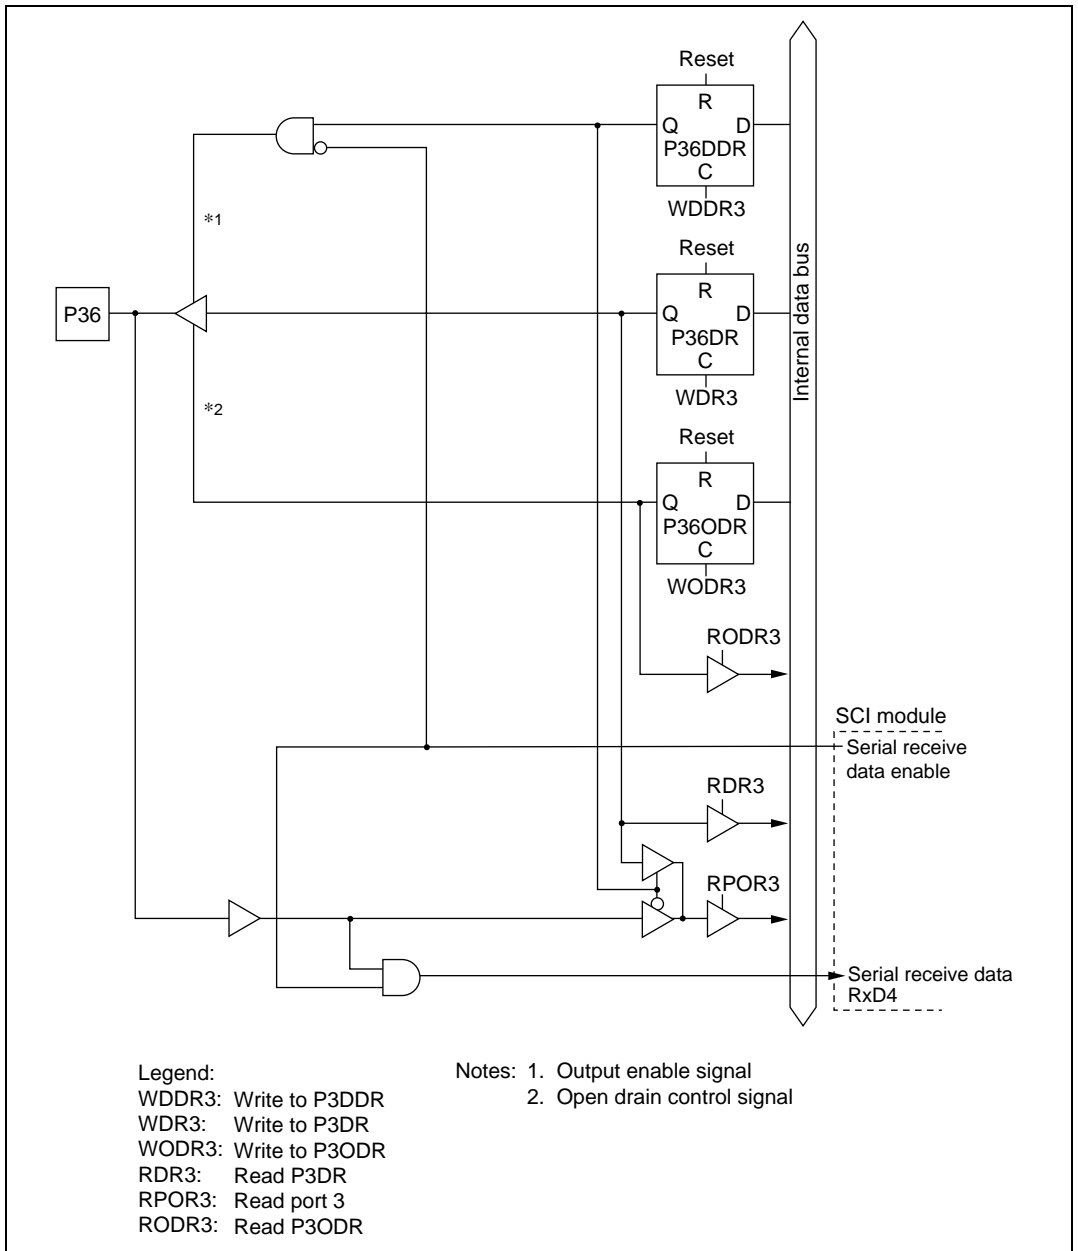 Reset
R
Q D
P36DDR
C
WDDR3
*1
Reset
R
P36
Q D
P36DR
C
WDR3
Internal data bus
*2
Reset
R
Q D
P36ODR
C
WODR3
RODR3
SCI module
Serial receive
data enable
RDR3
RPOR3
Serial receive data
RxD4
Legend:
WDDR3: Write to P3DDR
WDR3: Write to P3DR
WODR3: Write to P3ODR
RDR3: Read P3DR
RPOR3: Read port 3
RODR3: Read P3ODR
Notes: 1. Output enable signal
2. Open drain control signal